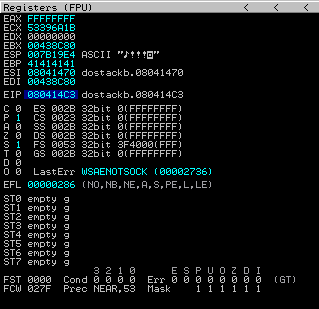 Registers (FPU) < < <
EAX FFFFFFFF
ECX 53396A1B
EDX 00000000
EBX 00438C80
ESP 007B19E4 ASCII "♪!!!◘"
EBP 41414141
ESI 08041470 dostackb.08041470
EDI 00438C80
EIP 080414C3 dostackb.080414C3
C 0 ES 002B 32bit 0(FFFFFFFF)
P 1 CS 0023 32bit 0(FFFFFFFF)
A 0 SS 002B 32bit 0(FFFFFFFF)
Z 0 DS 002B 32bit 0(FFFFFFFF)
S 1 FS 0053 32bit 3F4000(FFF)
T 0 GS 002B 32bit 0(FFFFFFFF)
D 0
O 0 LastErr WSAENOTSOCK (00002736)
EFL 00000286 (NO,NB,NE,A,S,PE,L,LE)
ST0 empty g
ST1 empty g
ST2 empty g
ST3 empty g
ST4 empty g
ST5 empty g
ST6 empty g
ST7 empty g
3 2 1 0 E S P U O Z D I
FST 0000 Cond 0 0 0 0 Err 0 0 0 0 0 0 0 0 (GT)
FCW 027F Prec NEAR,53 Mask 1 1 1 1 1 1